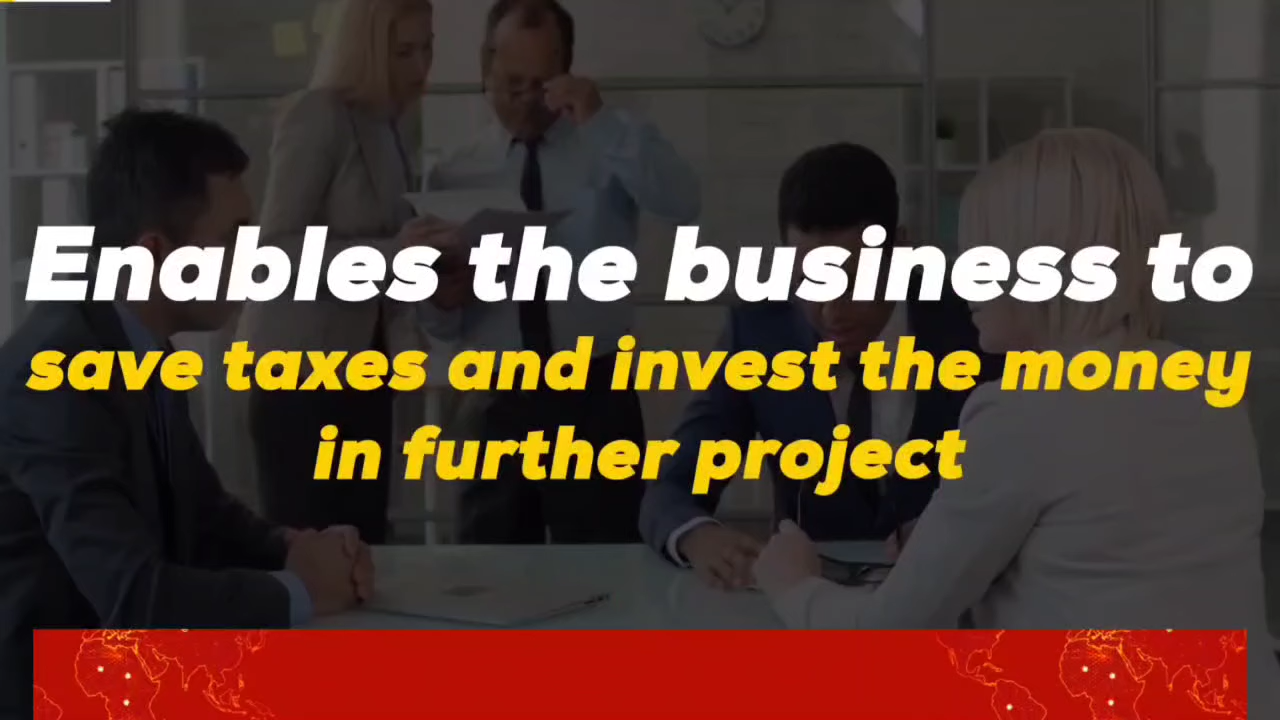 Enables the business to
save taxes and invest the money
in further project